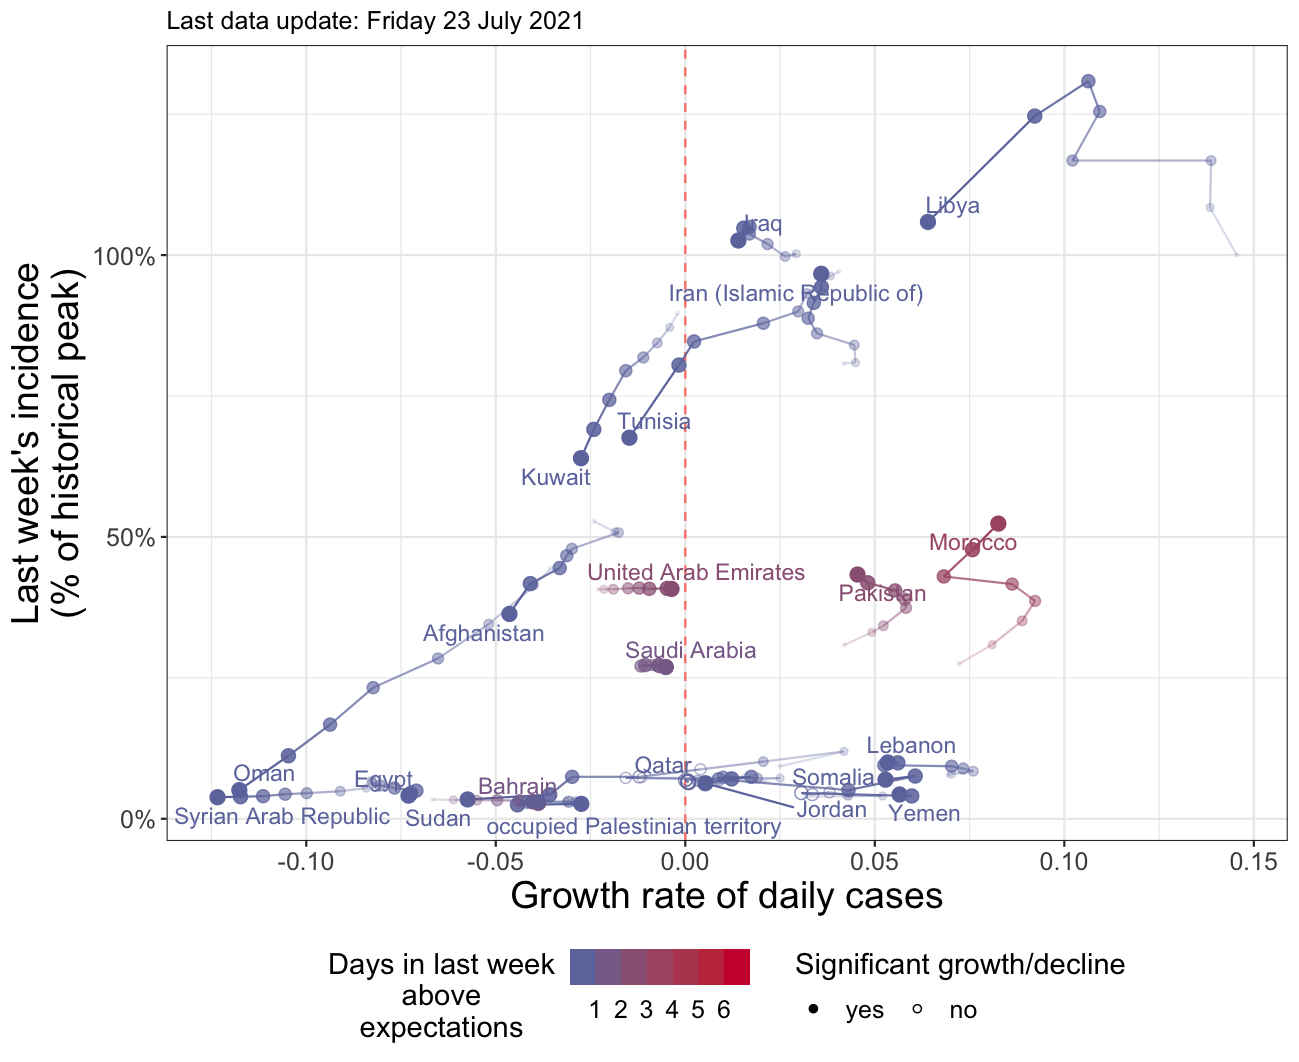 Last data update: Friday 23 July 2021
Last week's incidence
(% of historical peak)
100%
50%
0%
Libya
Iraq
Iran (Islamic Republic of)
Tunisia
Kuwait
Morocco
United Arab Emirates
Pakistan
Afghanistan
Saudi Arabia
Lebanon
Qatar
Oman
Egypt
Bahrain
Somalia
Syrian Arab Republic
Sudan
Jordan
Yemen
occupied Palestinian territory
-0.10
-0.05
0.00
0.05
0.10
0.15
Growth rate of daily cases
Days in last week
above
expectations
1 2 3 4 5 6
Significant growth/decline
yes
no